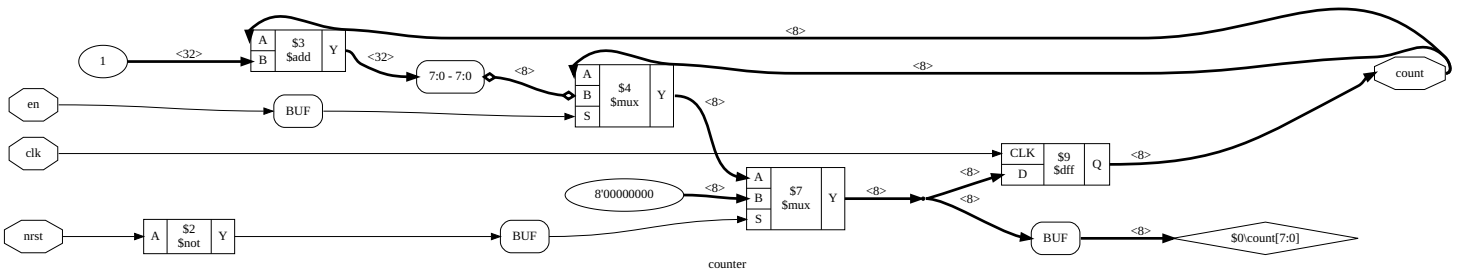 <8>
A
$3
$add
Y
B
1
<32>
<32>
7:0 - 7:0
<8>
<8>
A
$4
$mux
Y
B
S
<8>
count
en
BUF
clk
CLK
$9
$dff
Q
D
<8>
<8>
<8>
A
$7
$mux
Y
B
S
<8>
8'00000000
<8>
nrst
A
$2
$not
Y
BUF
BUF
<8>
$0\count[7:0]
counter